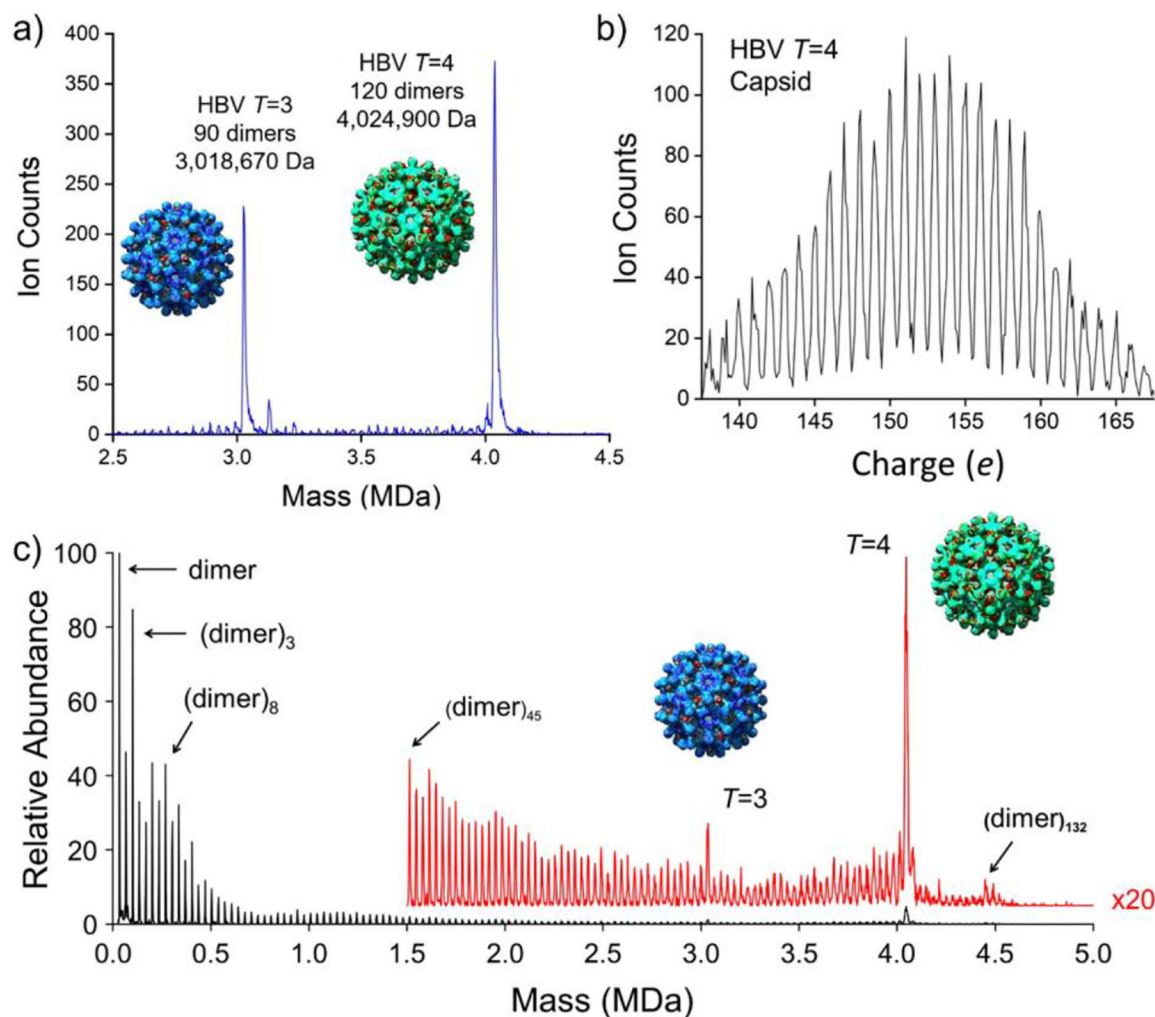 a)
400
350
300
250
200
150
100
50
0
Ion Counts
HBV T=3
90 dimers
3,018,670 Da
HBV T=4
120 dimers
4,024,900 Da
2.5 3.0 3.5 4.0 4.5
Mass (MDa)
b)
120
100
80
60
40
20
0
Ion Counts
HBV T=4
Capsid
140 145 150 155 160 165
Charge (e)
c)
100
80
60
40
20
0
Relative Abundance
dimer
(dimer)3
(dimer)8
(dimer)45
T=3
T=4
(dimer)132
x20
0.0 0.5 1.0 1.5 2.0 2.5 3.0 3.5 4.0 4.5 5.0
Mass (MDa)